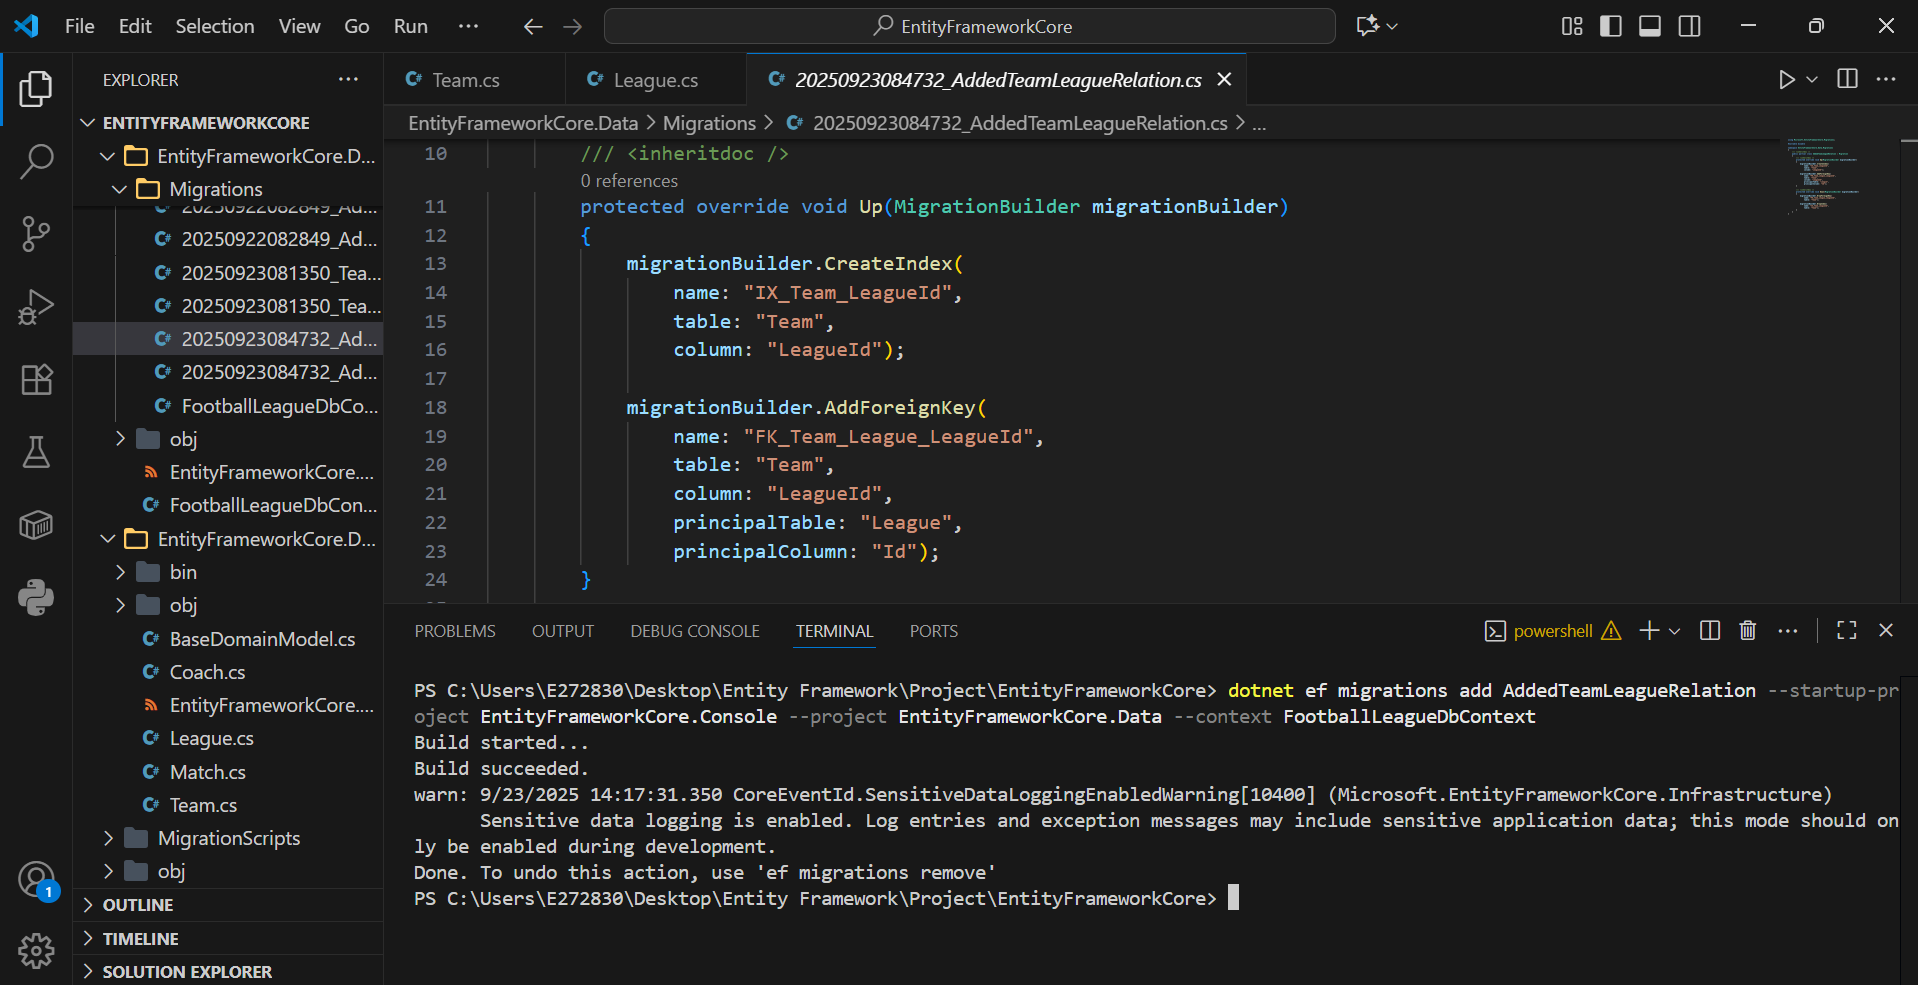 File Edit Selection View Go Run ··· EntityFrameworkCore
EXPLORER ···
ENTITYFRAMEWORKCORE
EntityFrameworkCore.D...
Migrations
20250922082849_Ad...
20250922082849_Ad...
20250923081350_Tea...
20250923081350_Tea...
20250923084732_Ad...
20250923084732_Ad...
FootballLeagueDbCo...
obj
EntityFrameworkCore....
FootballLeagueDbCon...
EntityFrameworkCore.D...
bin
obj
BaseDomainModel.cs
Coach.cs
EntityFrameworkCore....
League.cs
Match.cs
Team.cs
MigrationScripts
obj
OUTLINE
TIMELINE
SOLUTION EXPLORER
1
Team.cs League.cs 20250923084732_AddedTeamLeagueRelation.cs
EntityFrameworkCore.Data > Migrations > 20250923084732_AddedTeamLeagueRelation.cs > ...
10 /// <inheritdoc />
0 references
11 protected override void Up(MigrationBuilder migrationBuilder)
12 {
13 migrationBuilder.CreateIndex(
14 name: "IX_Team_LeagueId",
15 table: "Team",
16 column: "LeagueId");
17
18 migrationBuilder.AddForeignKey(
19 name: "FK_Team_League_LeagueId",
20 table: "Team",
21 column: "LeagueId",
22 principalTable: "League",
23 principalColumn: "Id");
24 }
PROBLEMS OUTPUT DEBUG CONSOLE TERMINAL PORTS powershell
PS C:\Users\E272830\Desktop\Entity Framework\Project\EntityFrameworkCore> dotnet ef migrations add AddedTeamLeagueRelation --startup-pr
oject EntityFrameworkCore.Console --project EntityFrameworkCore.Data --context FootballLeagueDbContext
Build started...
Build succeeded.
warn: 9/23/2025 14:17:31.350 CoreEventId.SensitiveDataLoggingEnabledWarning[10400] (Microsoft.EntityFrameworkCore.Infrastructure)
Sensitive data logging is enabled. Log entries and exception messages may include sensitive application data; this mode should on
ly be enabled during development.
Done. To undo this action, use 'ef migrations remove'
PS C:\Users\E272830\Desktop\Entity Framework\Project\EntityFrameworkCore>